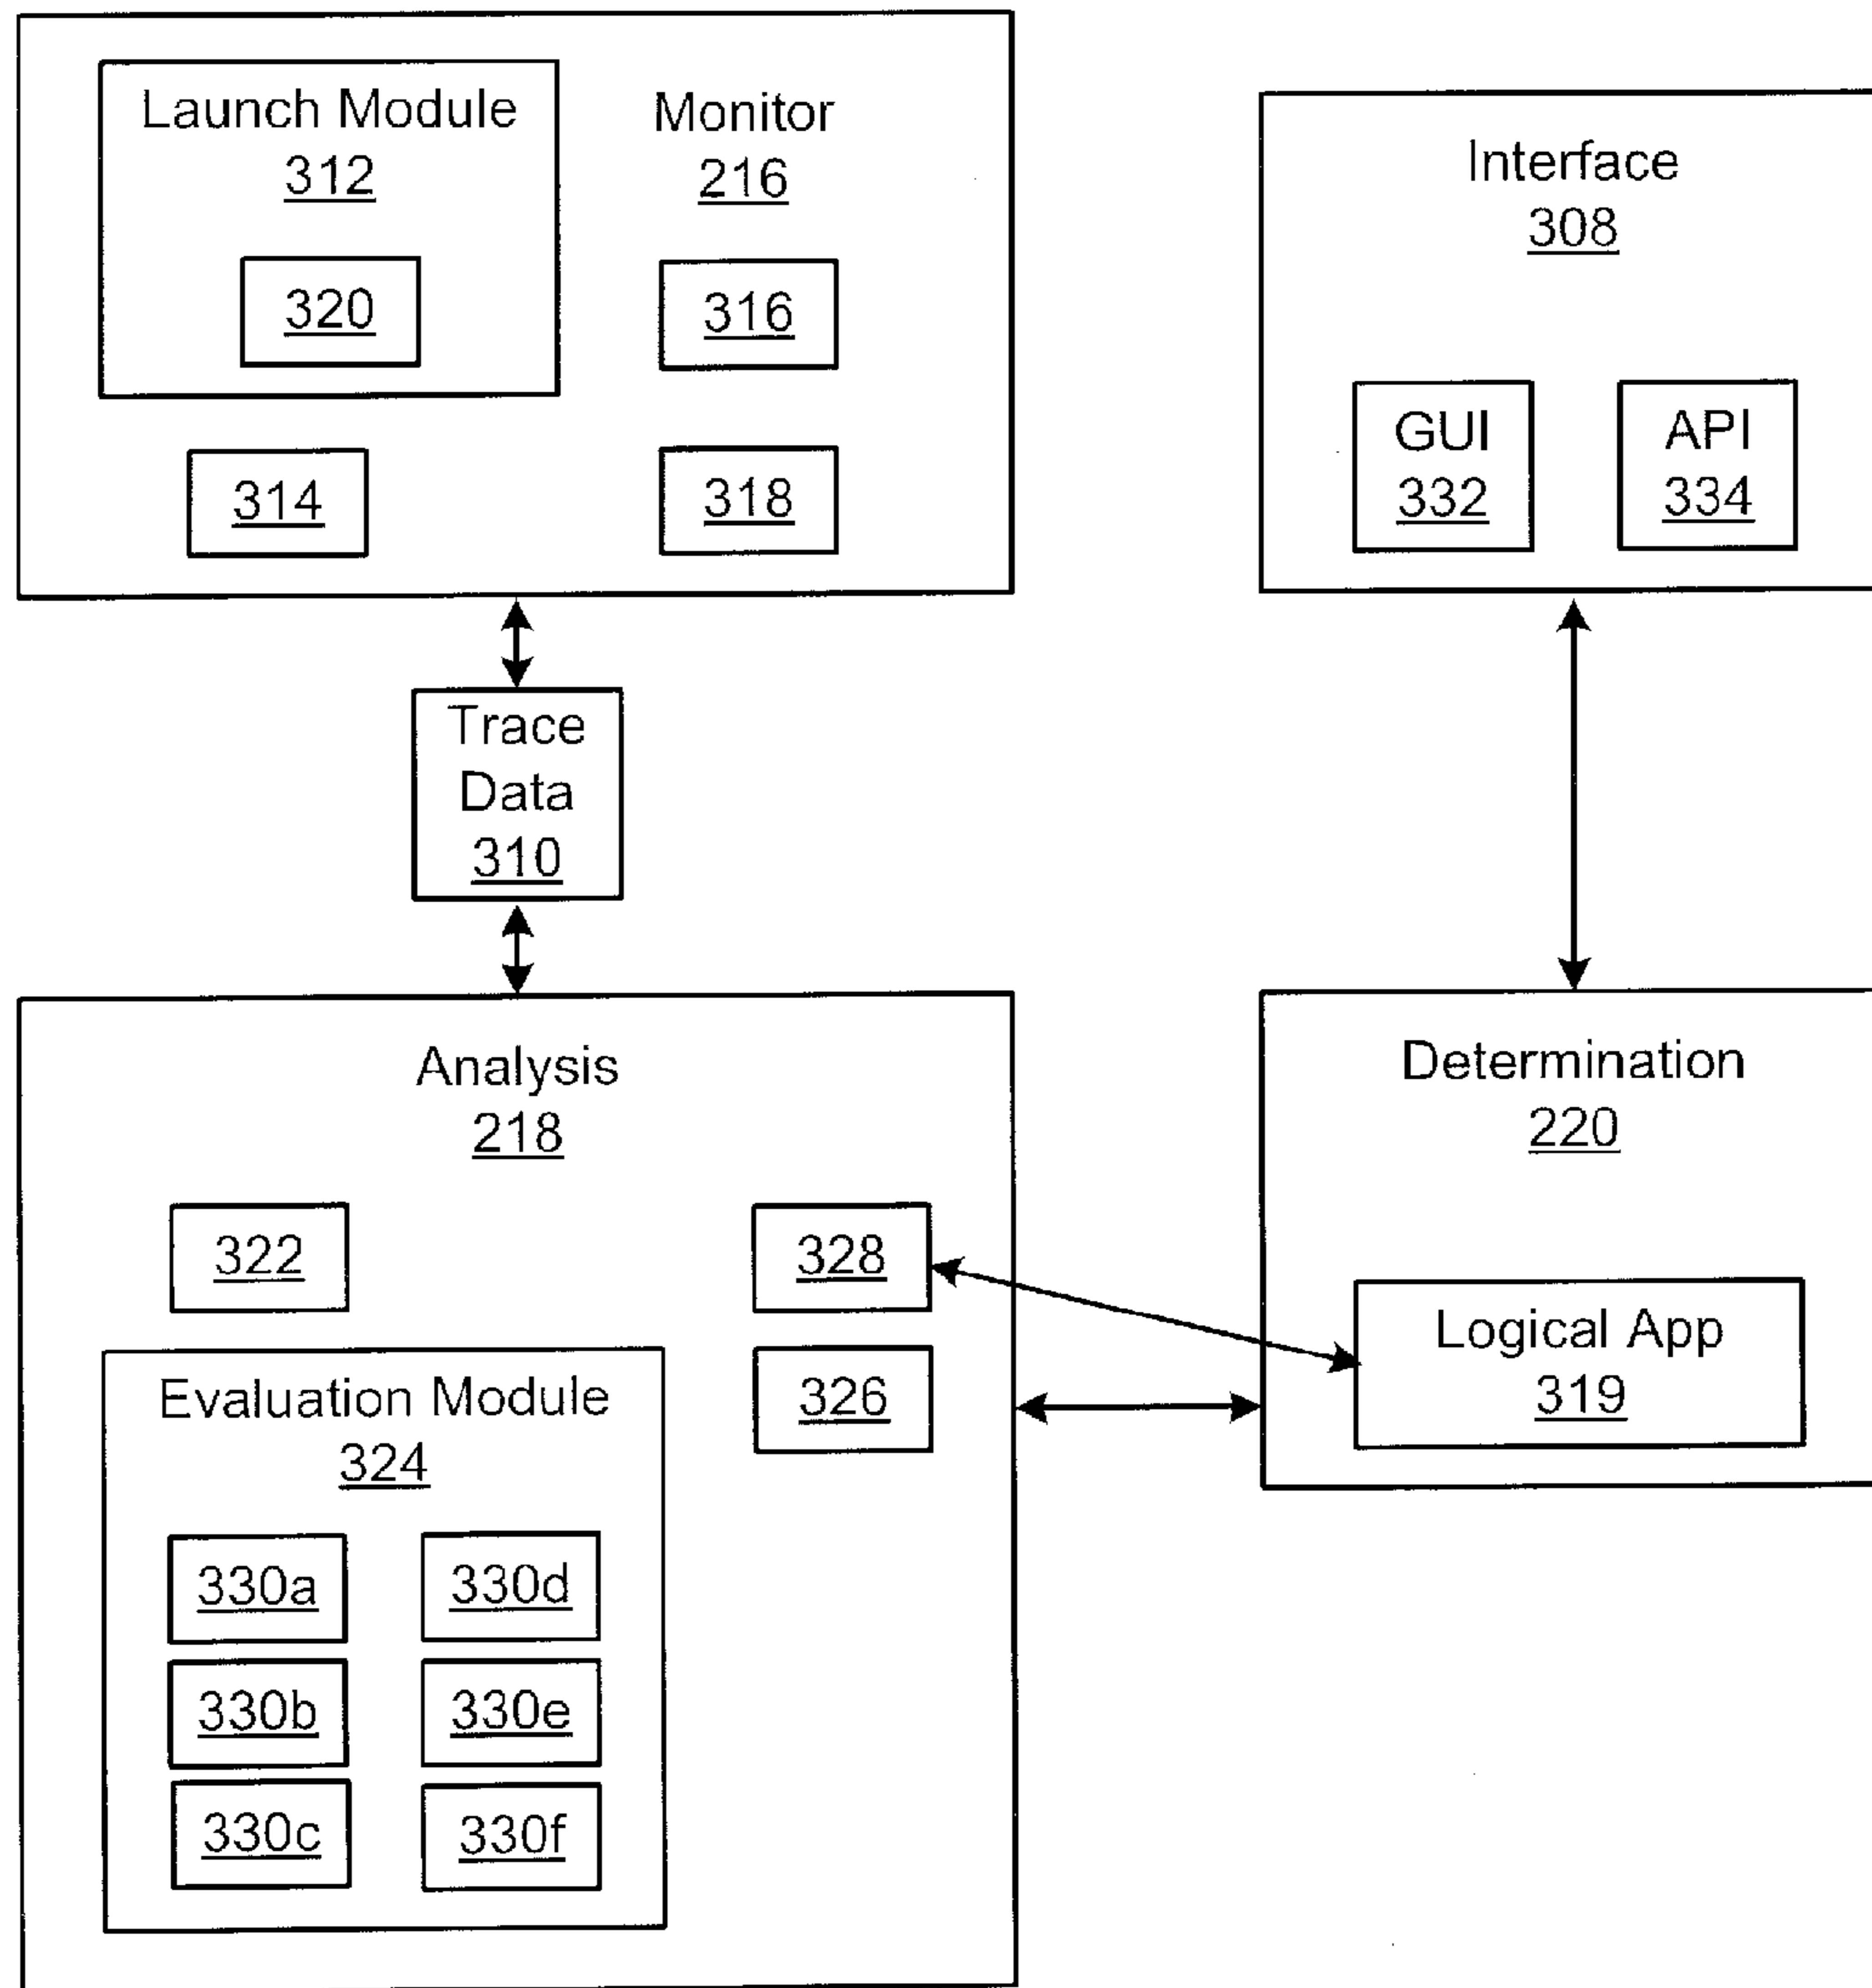 Launch Module
312
320
Monitor
216
316
314
318
Interface
308
GUI
332
API
334
Trace
Data
310
Analysis
218
322
328
326
Evaluation Module
324
330a
330d
330b
330e
330c
330f
Determination
220
Logical App
319